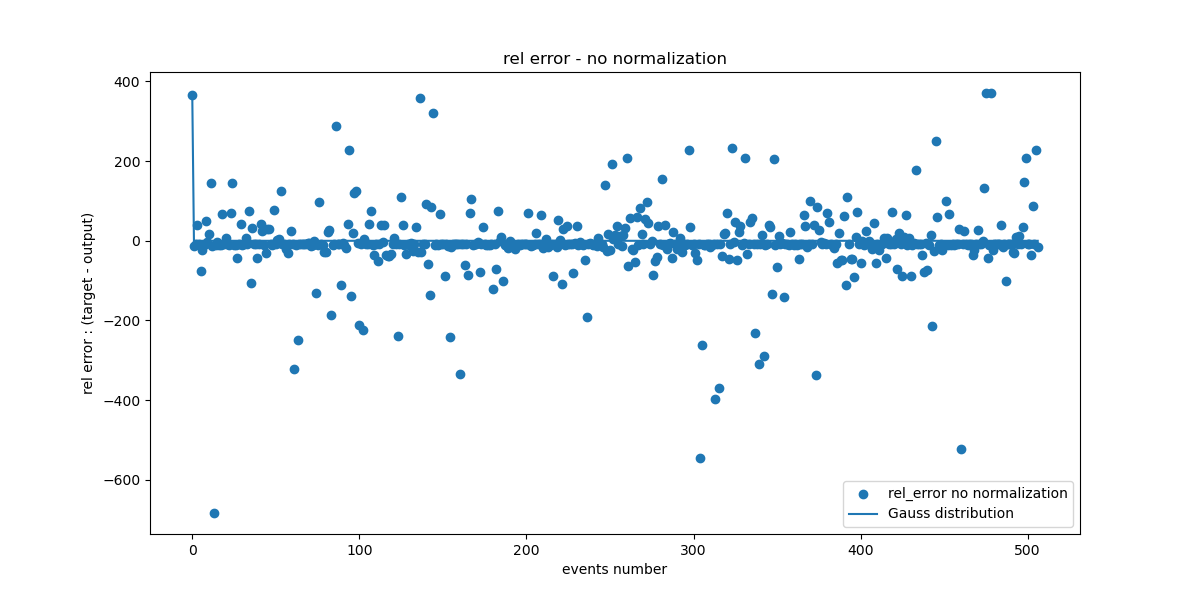 rel error - no normalization
400
200
0
−200
−400
−600
rel error : (target - output)
0 100 200 300 400 500
events number
rel_error no normalization
Gauss distribution